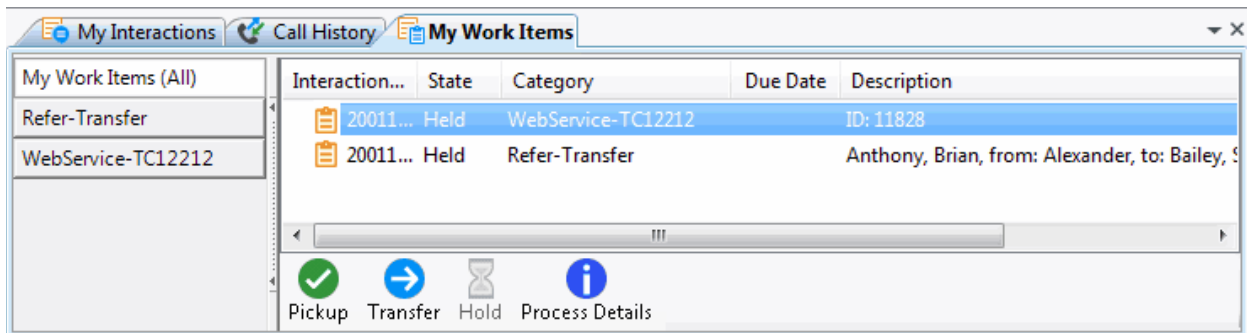 My Interactions Call History My Work Items
My Work Items (All)
Refer-Transfer
WebService-TC12212
Interaction... State Category Due Date Description
20011... Held WebService-TC12212 ID: 11828
20011... Held Refer-Transfer Anthony, Brian, from: Alexander, to: Bailey, S
Pickup Transfer Hold Process Details